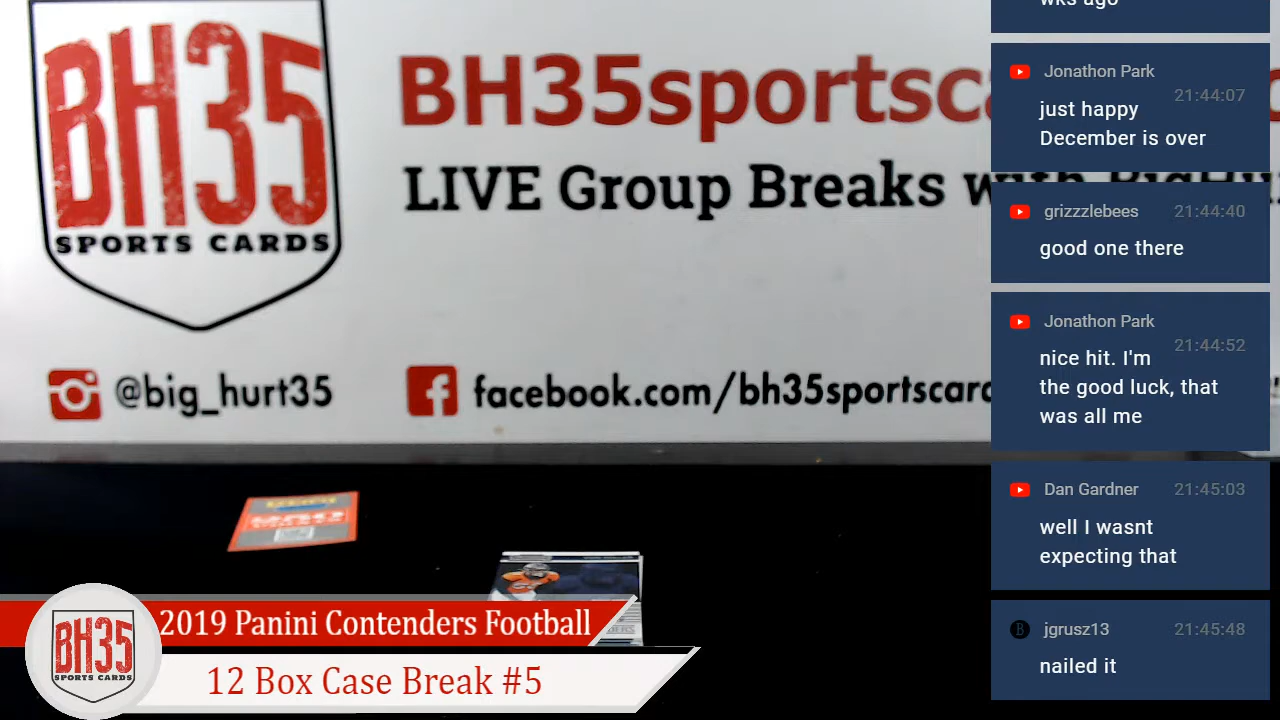 BH35
SPORTS CARDS
BH35sportsc
LIVE Group Breaks with
@big_hurt35
facebook.com/bh35sportscard
2019 Panini Contenders Football
12 Box Case Break #5
BH35
SPORTS CARDS
wks ago
Jonathon Park
21:44:07
just happy
December is over
grizzzlebees 21:44:40
good one there
Jonathon Park
21:44:52
nice hit. I'm
the good luck, that
was all me
Dan Gardner 21:45:03
well I wasnt
expecting that
jgrusz13 21:45:48
nailed it